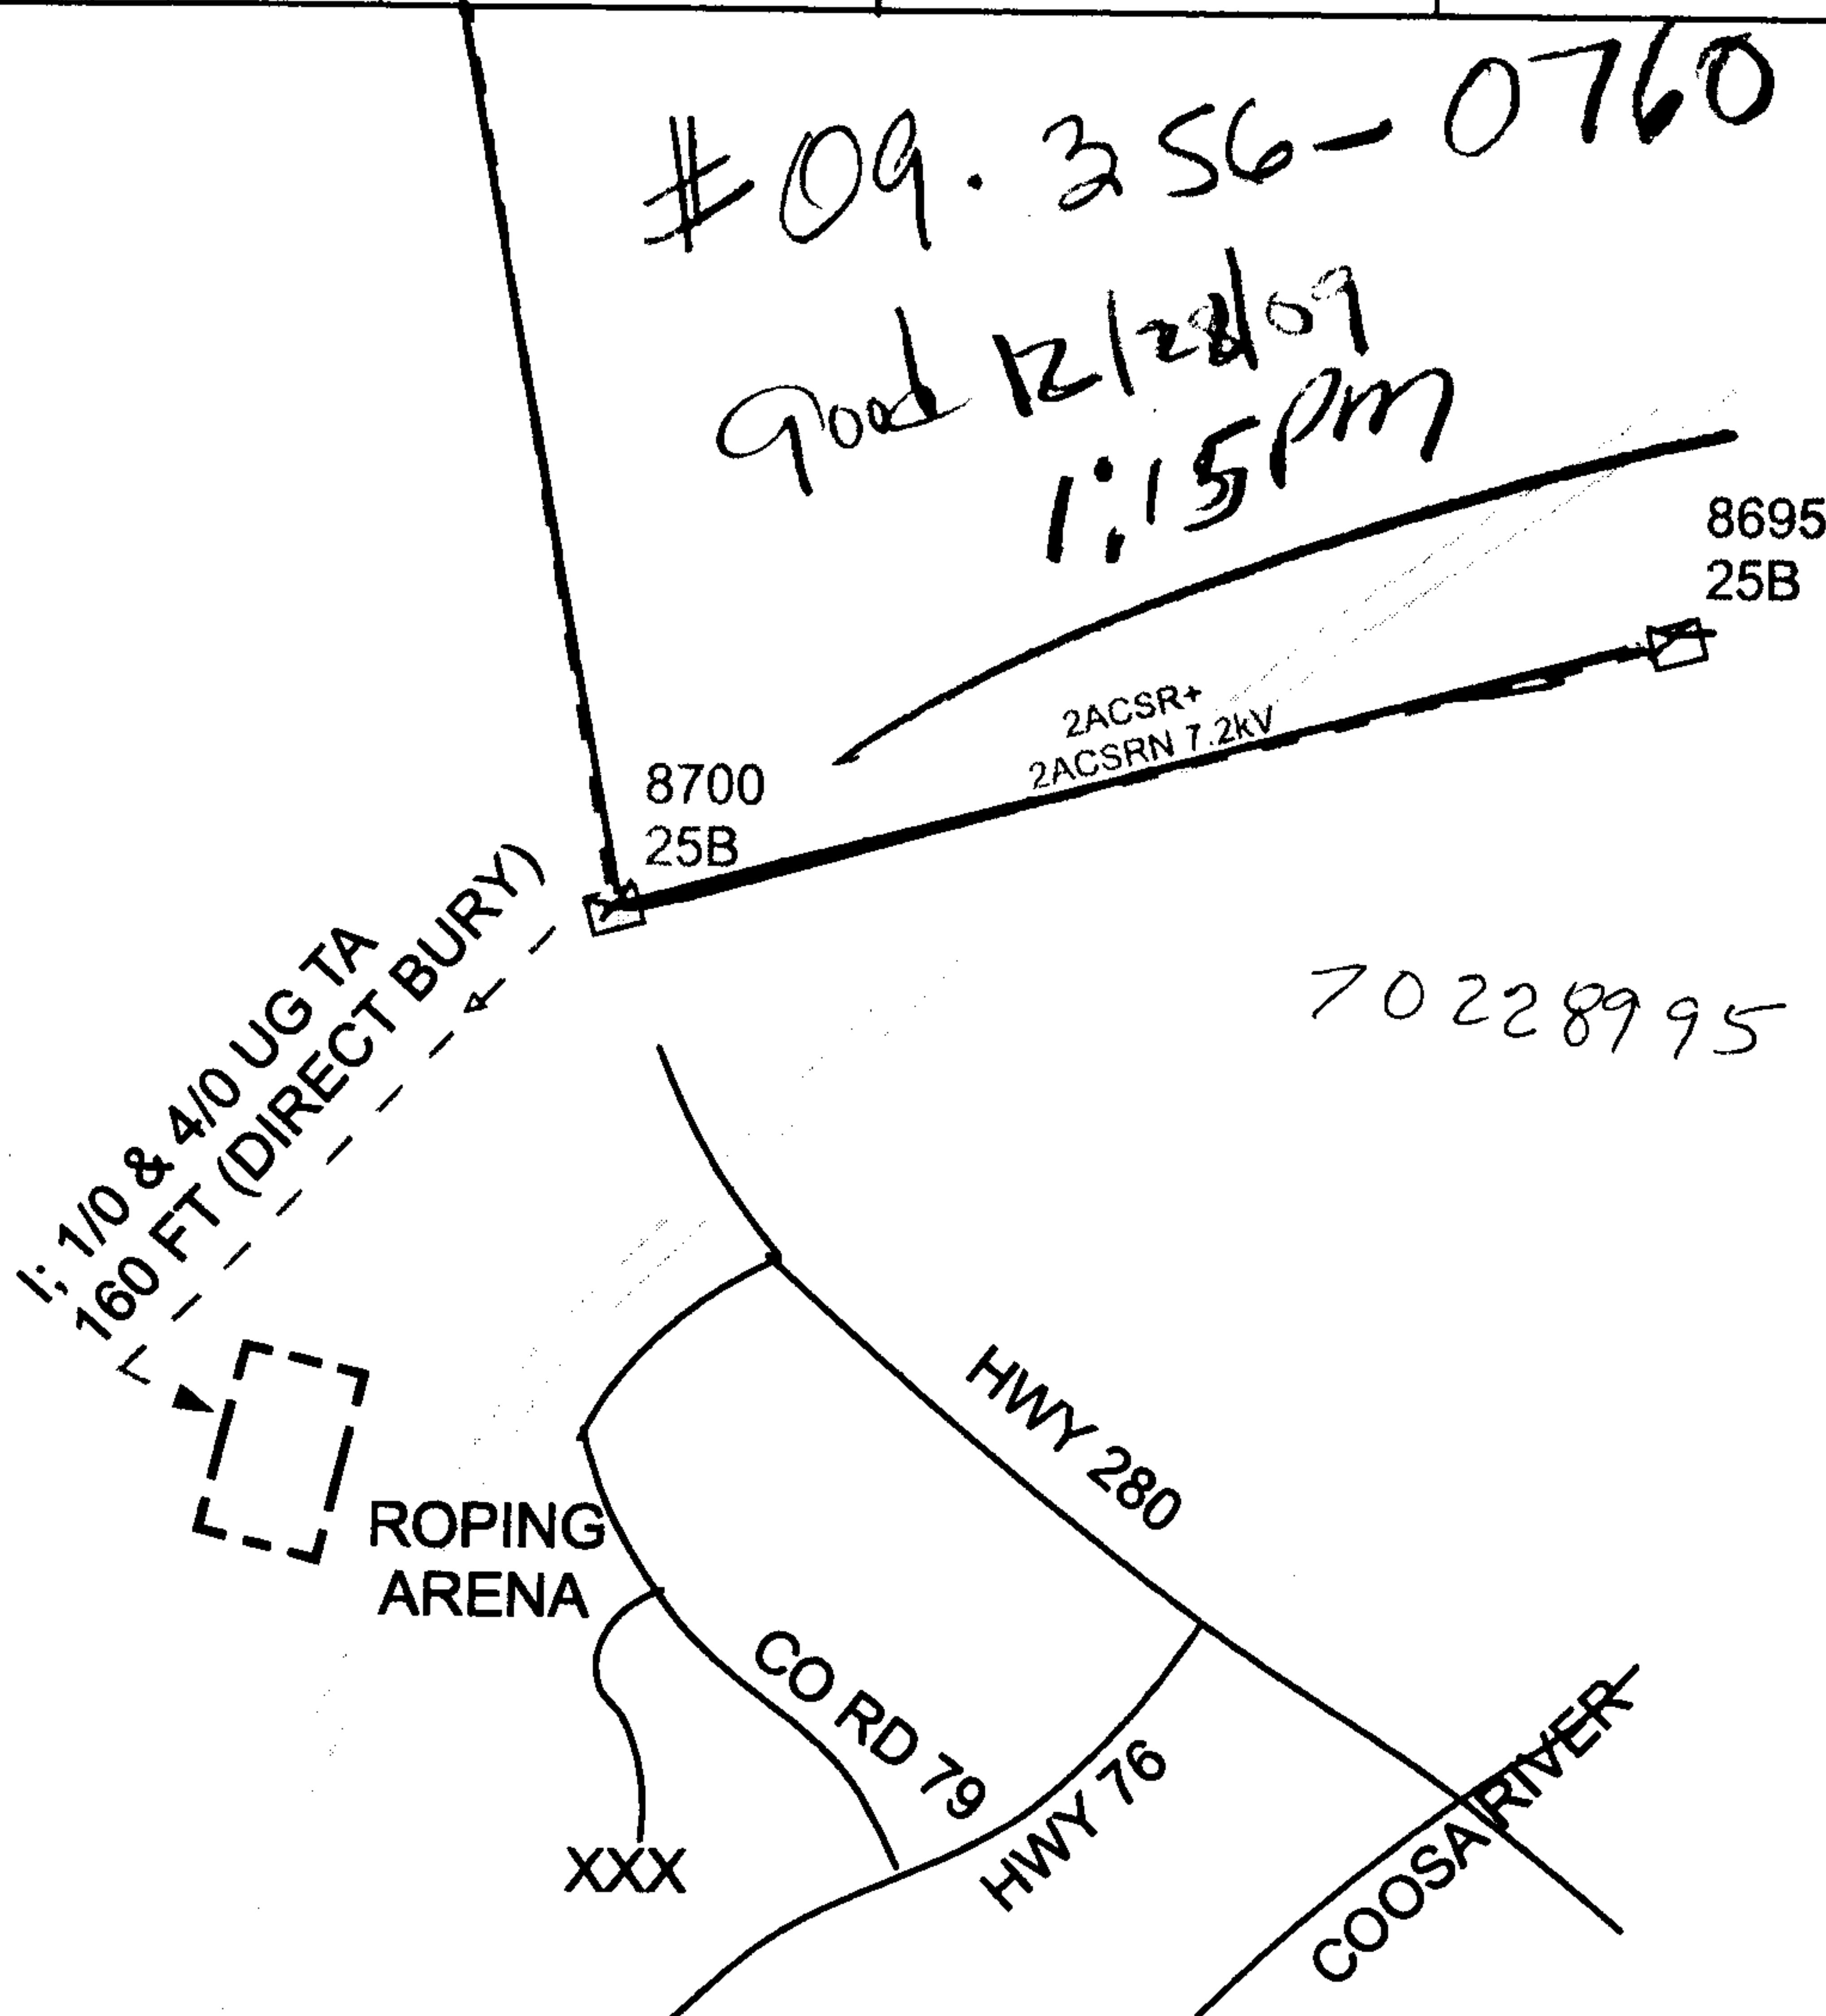 #09.356-0760
Good 12/28/09
1:15pm
8695
25B
2ACSR+
2ACSRN 7.2kV
8700
25B
I; 1/0 & 4/0 UG TA
160 FT (DIRECT BURY)
70228995
HWY 280
ROPING
ARENA
CO RD 79
HWY 76
COOSA RIVER
XXX